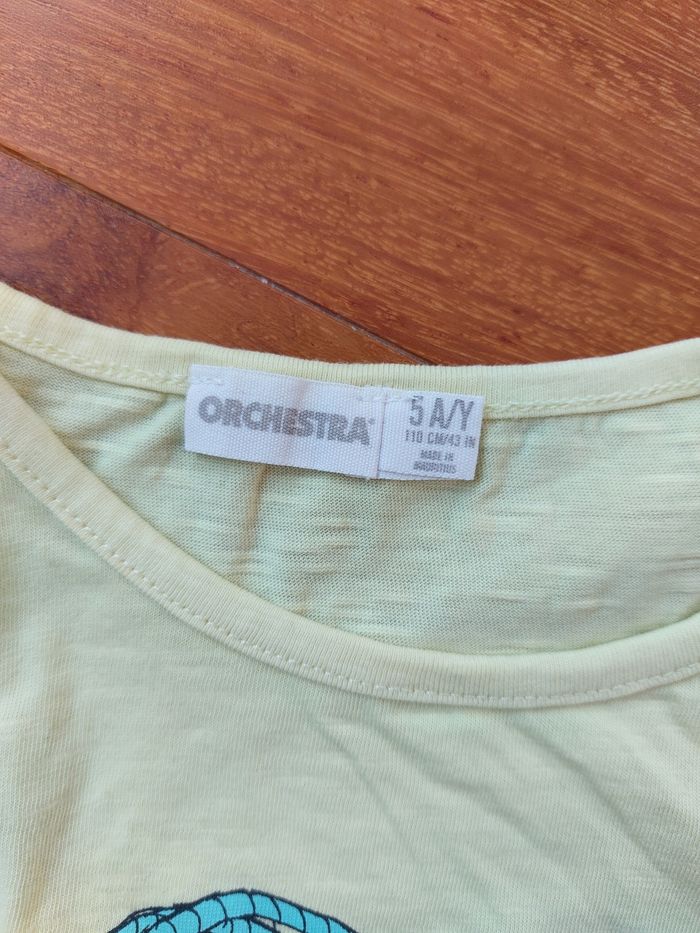 ORCHESTRA®
5 A/Y
110 CM/43 IN
MADE IN
MAURITIUS